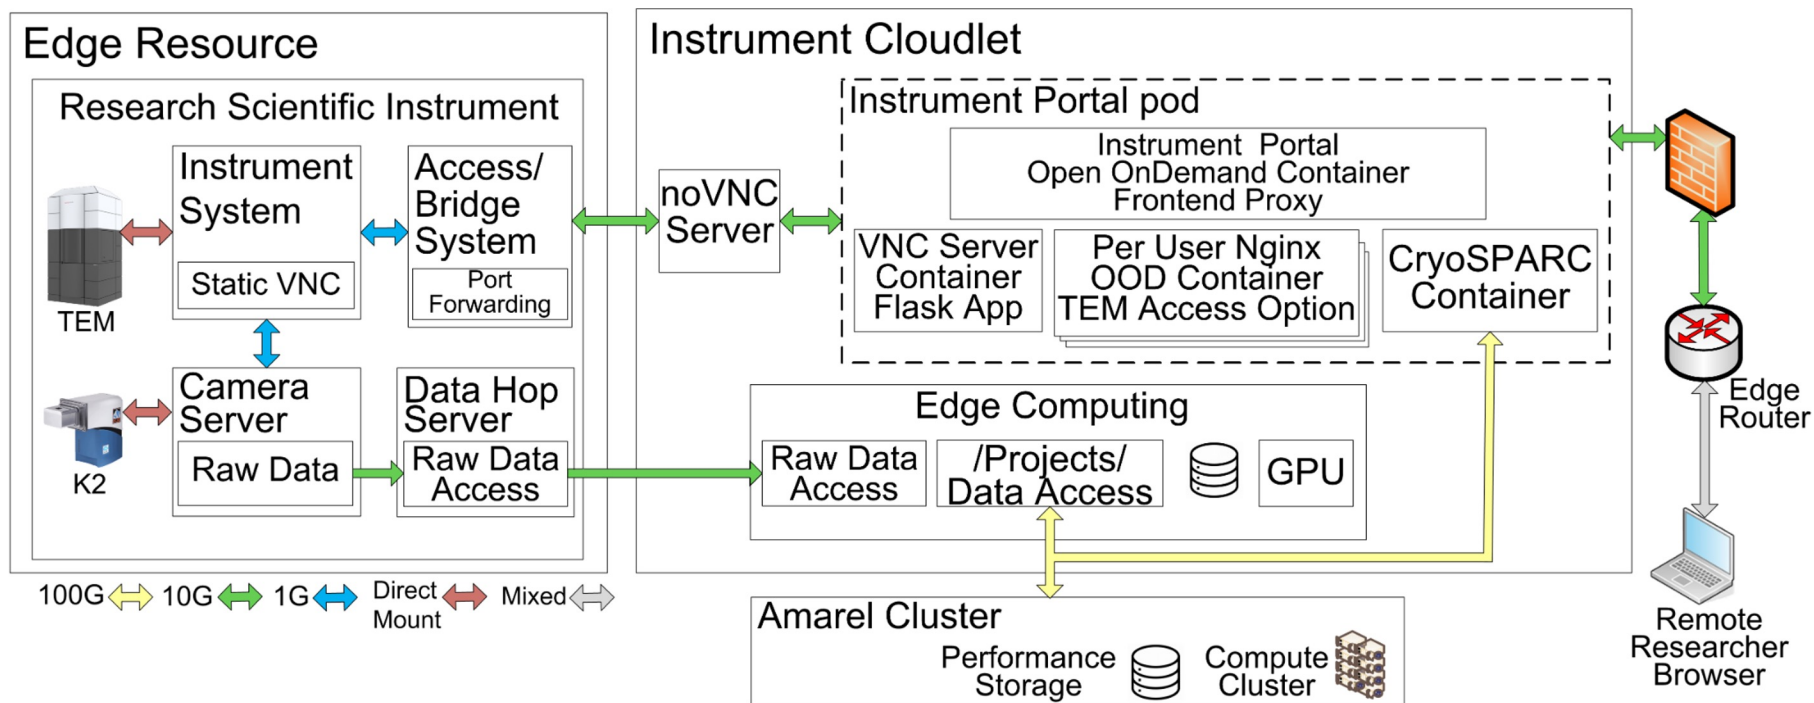 Edge Resource
Research Scientific Instrument
Instrument
System
Static VNC
Access/
Bridge
System
Port
Forwarding
TEM
Camera
Server
Raw Data
Data Hop
Server
Raw Data
Access
K2
100G
10G
1G
Direct
Mount
Mixed
Instrument Cloudlet
noVNC
Server
Instrument Portal pod
Instrument Portal
Open OnDemand Container
Frontend Proxy
VNC Server
Container
Flask App
Per User Nginx
OOD Container
TEM Access Option
CryoSPARC
Container
Edge Computing
Raw Data
Access
/Projects/
Data Access
GPU
Amarel Cluster
Performance
Storage
Compute
Cluster
Edge
Router
Remote
Researcher
Browser